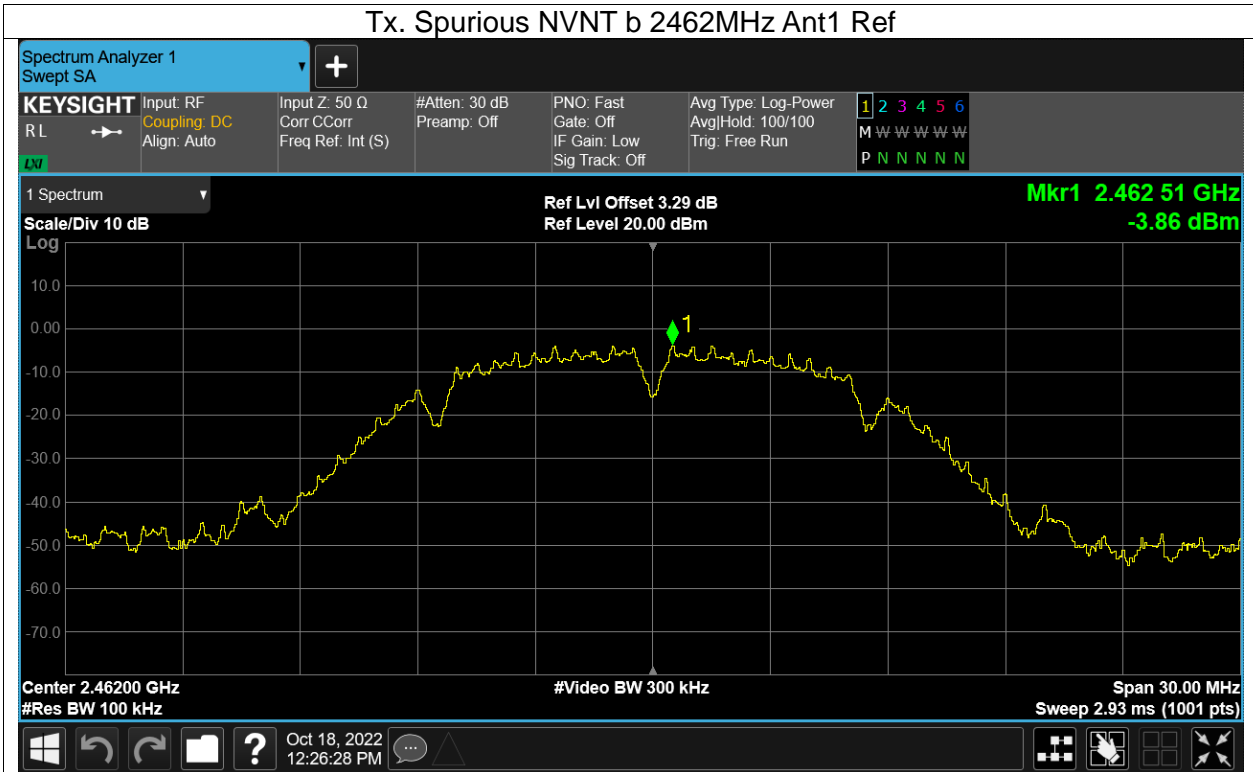 Tx. Spurious NVNT b 2462MHz Ant1 Ref
Spectrum Analyzer 1
Swept SA
KEYSIGHT
R L
LXI
Input: RF
Coupling: DC
Align: Auto
Input Z: 50 Ω
Corr CCorr
Freq Ref: Int (S)
#Atten: 30 dB
Preamp: Off
PNO: Fast
Gate: Off
IF Gain: Low
Sig Track: Off
Avg Type: Log-Power
Avg|Hold: 100/100
Trig: Free Run
1 2 3 4 5 6
M W W W W W
P N N N N N
1 Spectrum
Scale/Div 10 dB
Ref Lvl Offset 3.29 dB
Ref Level 20.00 dBm
Mkr1 2.462 51 GHz
-3.86 dBm
Log
10.0
0.00
-10.0
-20.0
-30.0
-40.0
-50.0
-60.0
-70.0
1
Center 2.46200 GHz
#Res BW 100 kHz
#Video BW 300 kHz
Span 30.00 MHz
Sweep 2.93 ms (1001 pts)
?
Oct 18, 2022
12:26:28 PM